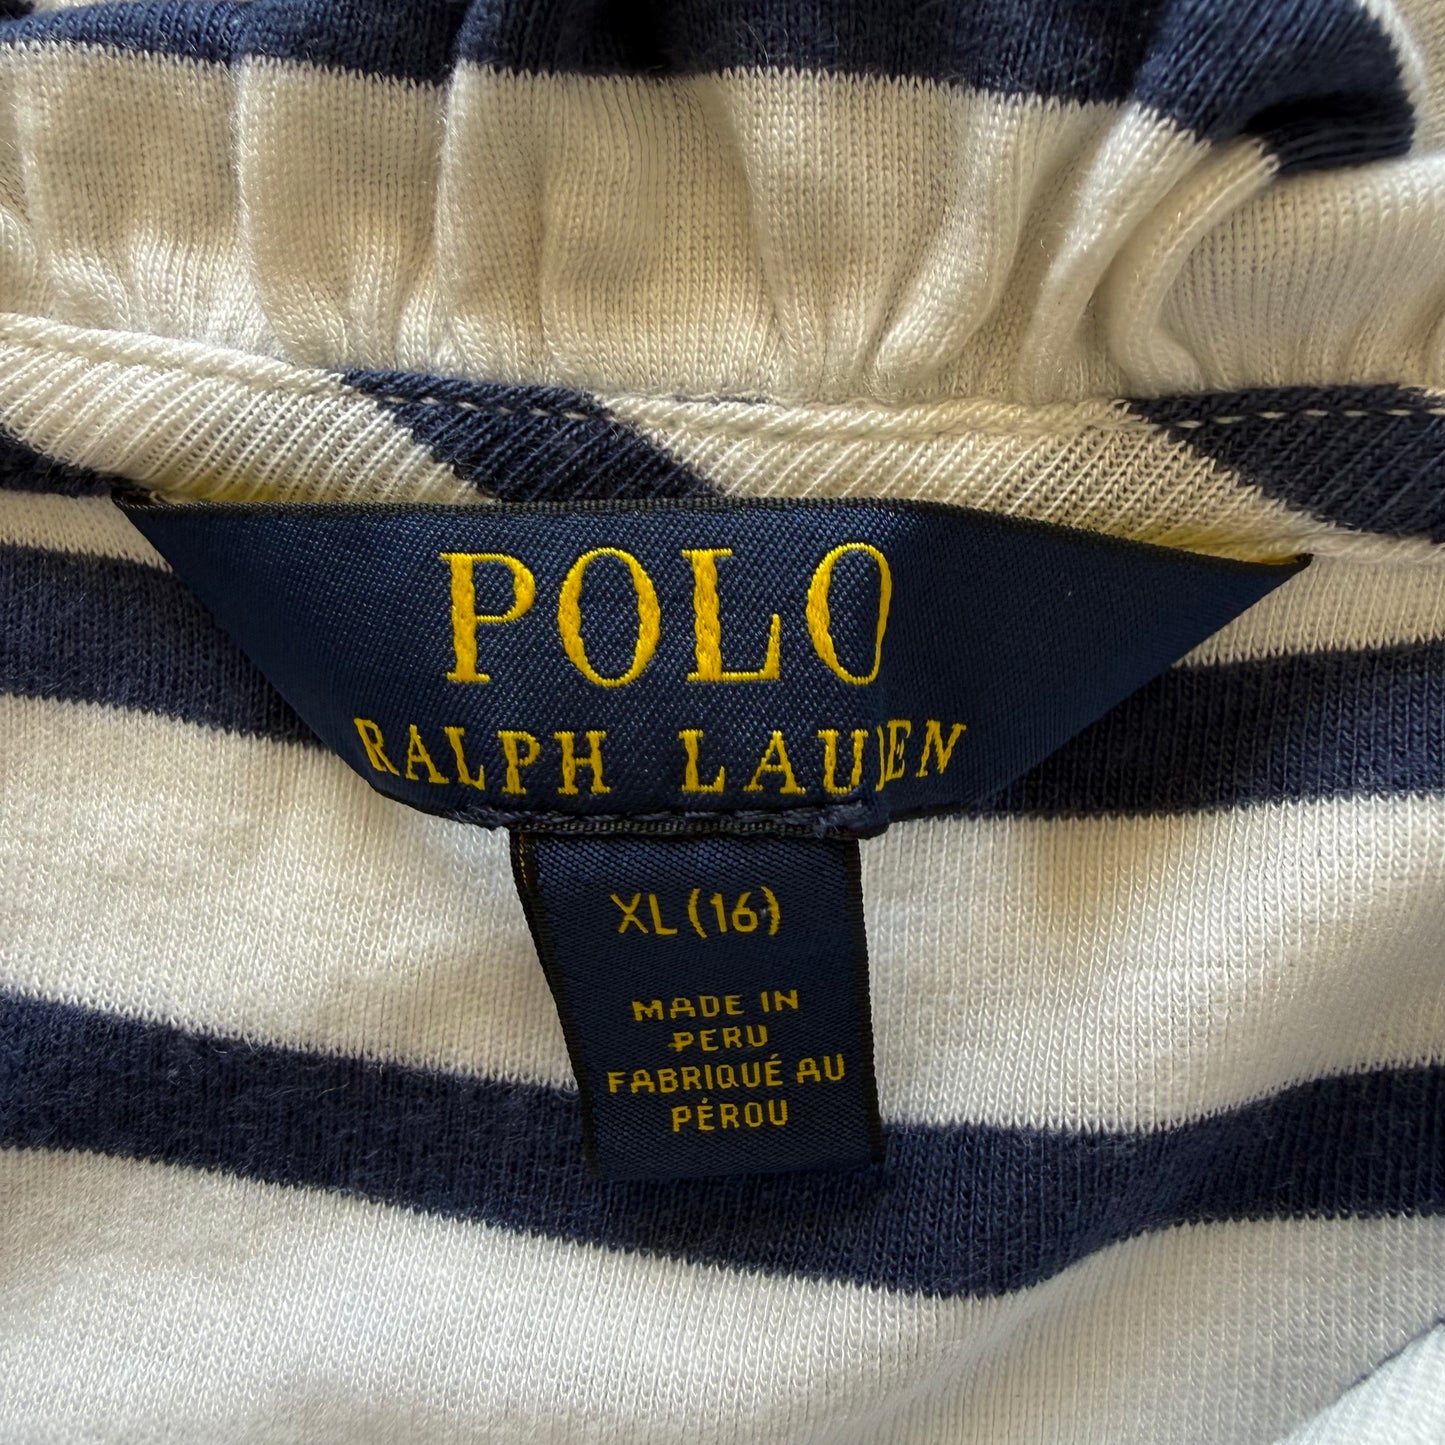 POLO
RALPH LAUREN
XL (16)
MADE IN
PERU
FABRIQUÉ AU
PÉROU